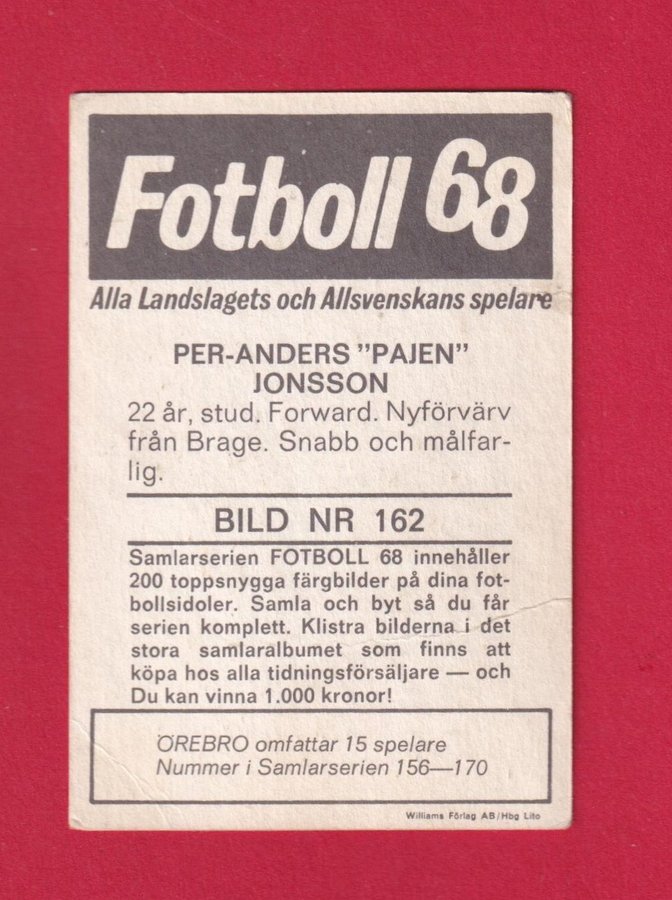 Fotboll 68
Alla Landslagets och Allsvenskans spelare
PER-ANDERS "PAJEN"
JONSSON
22 år, stud. Forward. Nyförvärv
från Brage. Snabb och målfar-
lig.
BILD NR 162
Samlarserien FOTBOLL 68 innehåller
200 toppsnygga färgbilder på dina fot-
bollsidoler. Samla och byt så du får
serien komplett. Klistra bilderna i det
stora samlaralbumet som finns att
köpa hos alla tidningsförsäljare — och
Du kan vinna 1.000 kronor!
ÖREBRO omfattar 15 spelare
Nummer i Samlarserien 156—170
Williams Förlag AB/Hbg Lito